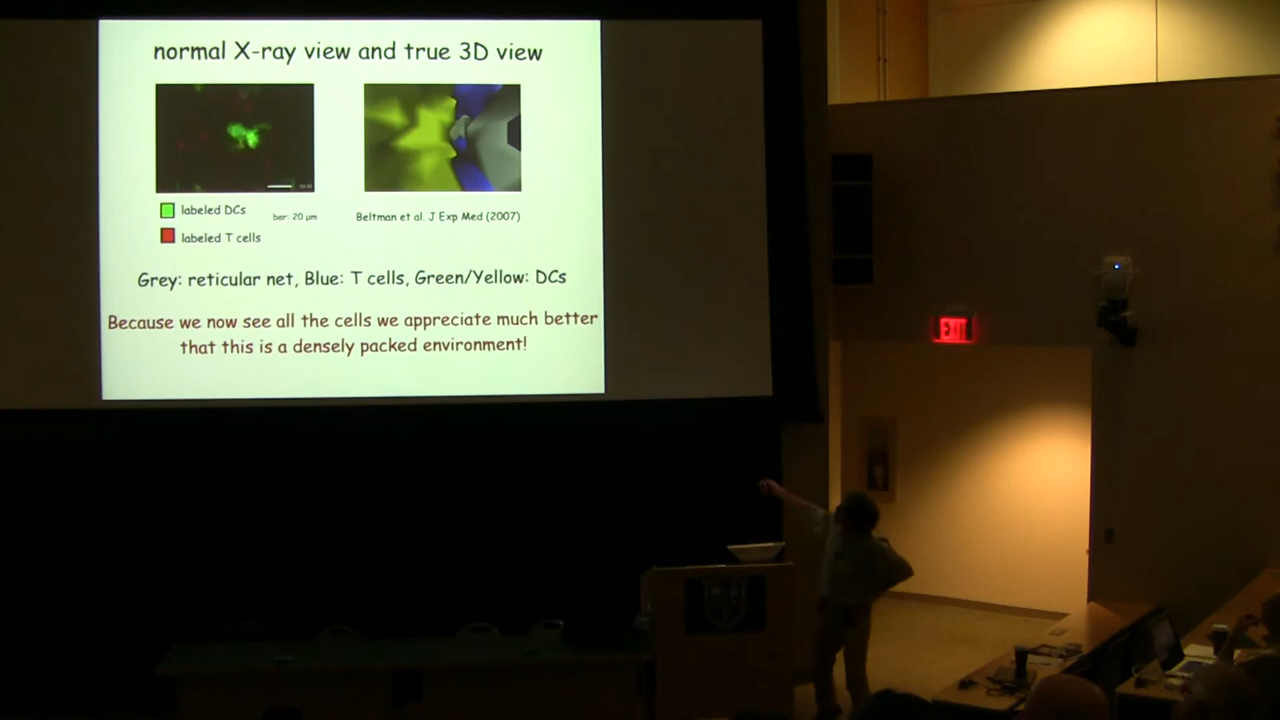 normal X-ray view and true 3D view
labeled DCs
bar: 20 µm
Beltman et al. J Exp Med (2007)
labeled T cells
Grey: reticular net, Blue: T cells, Green/Yellow: DCs
Because we now see all the cells we appreciate much better
that this is a densely packed environment!
EXIT